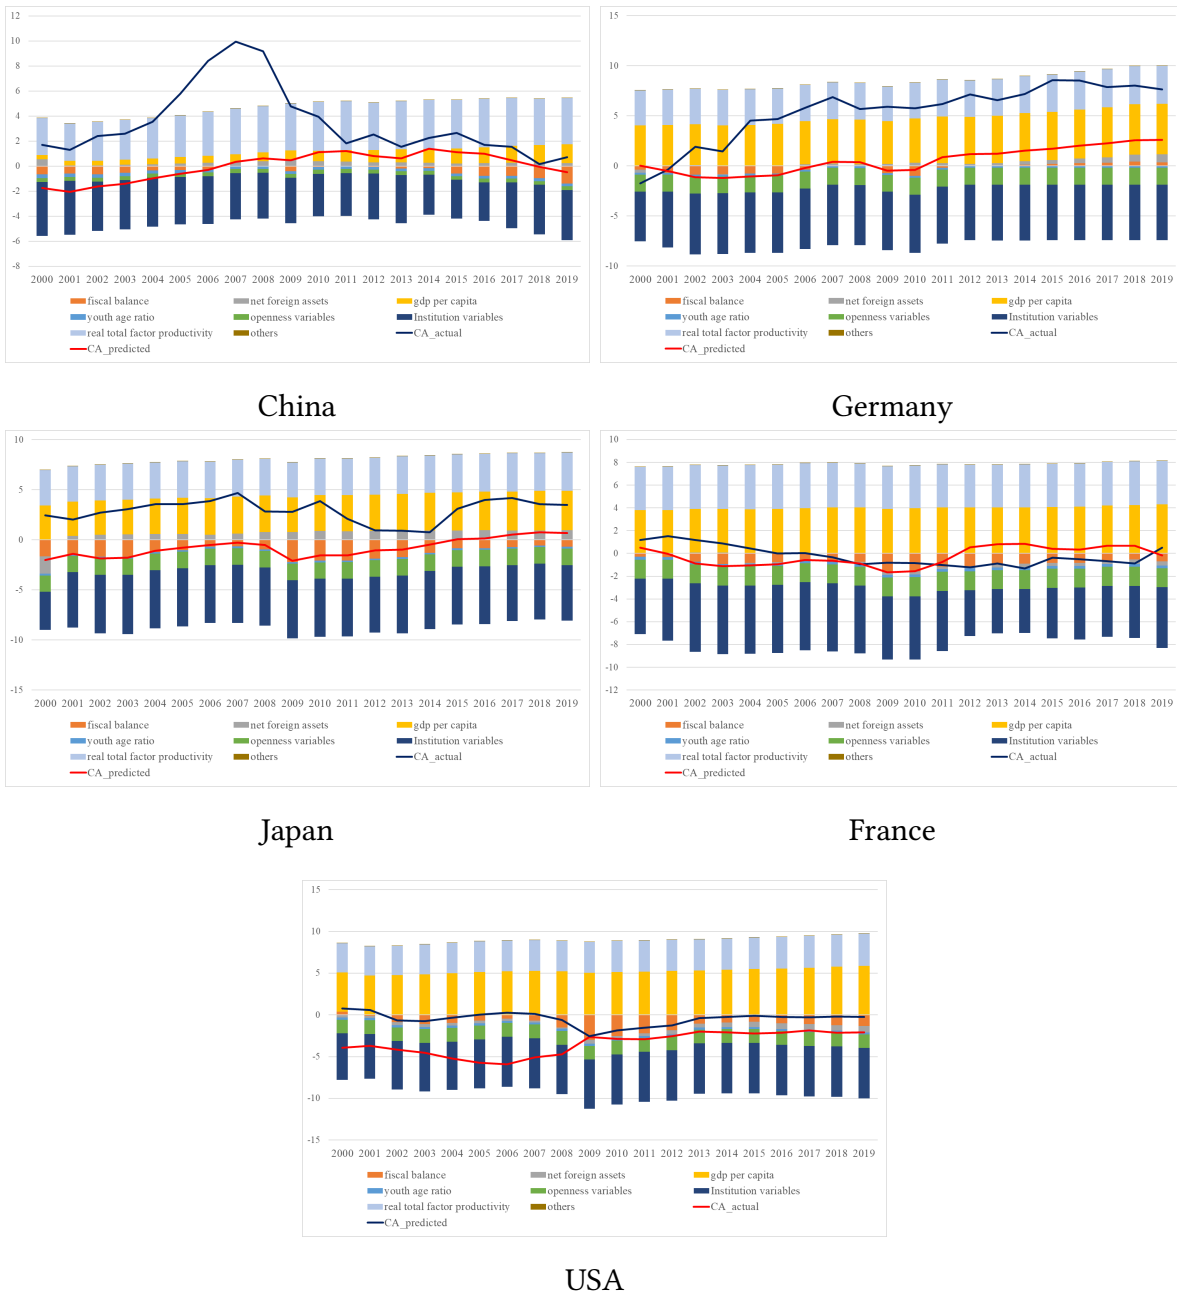 12
10
8
6
4
2
0
-2
-4
-6
-8
2000 2001 2002 2003 2004 2005 2006 2007 2008 2009 2010 2011 2012 2013 2014 2015 2016 2017 2018 2019
fiscal balance net foreign assets gdp per capita
youth age ratio openness variables Institution variables
real total factor productivity others CA_actual
CA_predicted
China
15
10
5
0
-5
-10
2000 2001 2002 2003 2004 2005 2006 2007 2008 2009 2010 2011 2012 2013 2014 2015 2016 2017 2018 2019
fiscal balance net foreign assets gdp per capita
youth age ratio openness variables Institution variables
real total factor productivity others CA_actual
CA_predicted
Germany
10
5
0
-5
-10
-15
2000 2001 2002 2003 2004 2005 2006 2007 2008 2009 2010 2011 2012 2013 2014 2015 2016 2017 2018 2019
fiscal balance net foreign assets gdp per capita
youth age ratio openness variables Institution variables
real total factor productivity others CA_actual
CA_predicted
Japan
10
8
6
4
2
0
-2
-4
-6
-8
-10
-12
2000 2001 2002 2003 2004 2005 2006 2007 2008 2009 2010 2011 2012 2013 2014 2015 2016 2017 2018 2019
fiscal balance net foreign assets gdp per capita
youth age ratio openness variables Institution variables
real total factor productivity others CA_actual
CA_predicted
France
15
10
5
0
-5
-10
-15
2000 2001 2002 2003 2004 2005 2006 2007 2008 2009 2010 2011 2012 2013 2014 2015 2016 2017 2018 2019
fiscal balance net foreign assets gdp per capita
youth age ratio openness variables Institution variables
real total factor productivity others CA_actual
CA_predicted
USA